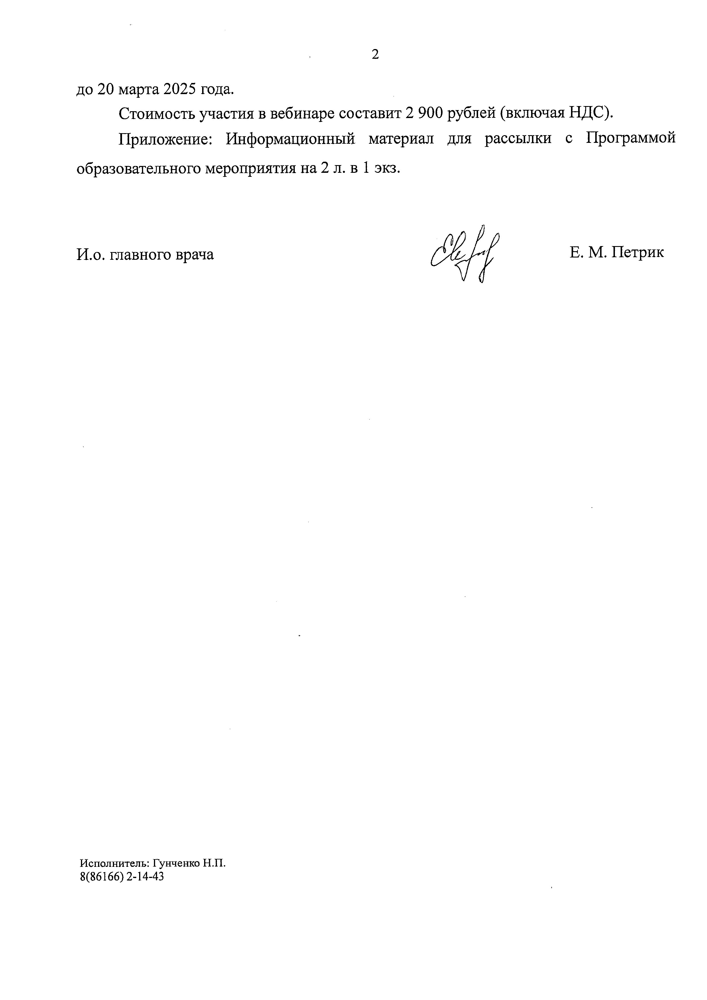 2
до 20 марта 2025 года.
Стоимость участия в вебинаре составит 2 900 рублей (включая НДС).
Приложение: Информационный материал для рассылки с Программой
образовательного мероприятия на 2 л. в 1 экз.
И.о. главного врача Е. М. Петрик
Исполнитель: Гунченко Н.П.
8(86166) 2-14-43